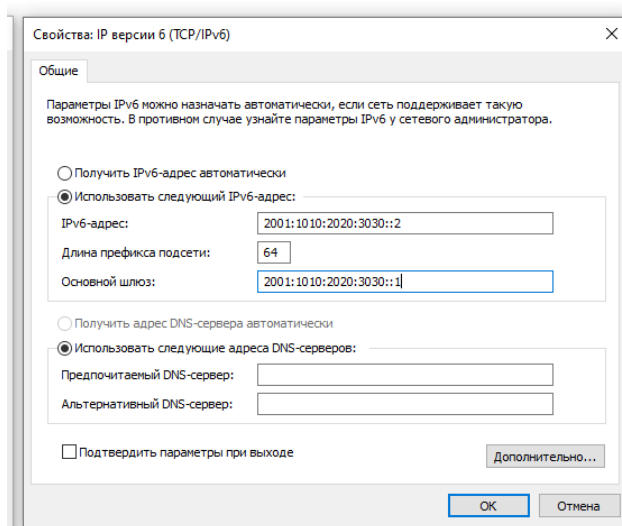 Свойства: IP версии 6 (TCP/IPv6)
Общие
Параметры IPv6 можно назначать автоматически, если сеть поддерживает такую
возможность. В противном случае узнайте параметры IPv6 у сетевого администратора.
Получить IPv6-адрес автоматически
Использовать следующий IPv6-адрес:
IPv6-адрес: 2001:1010:2020:3030::2
Длина префикса подсети: 64
Основной шлюз: 2001:1010:2020:3030::1
Получить адрес DNS-сервера автоматически
Использовать следующие адреса DNS-серверов:
Предпочитаемый DNS-сервер:
Альтернативный DNS-сервер:
Подтвердить параметры при выходе
Дополнительно...
ОК Отмена